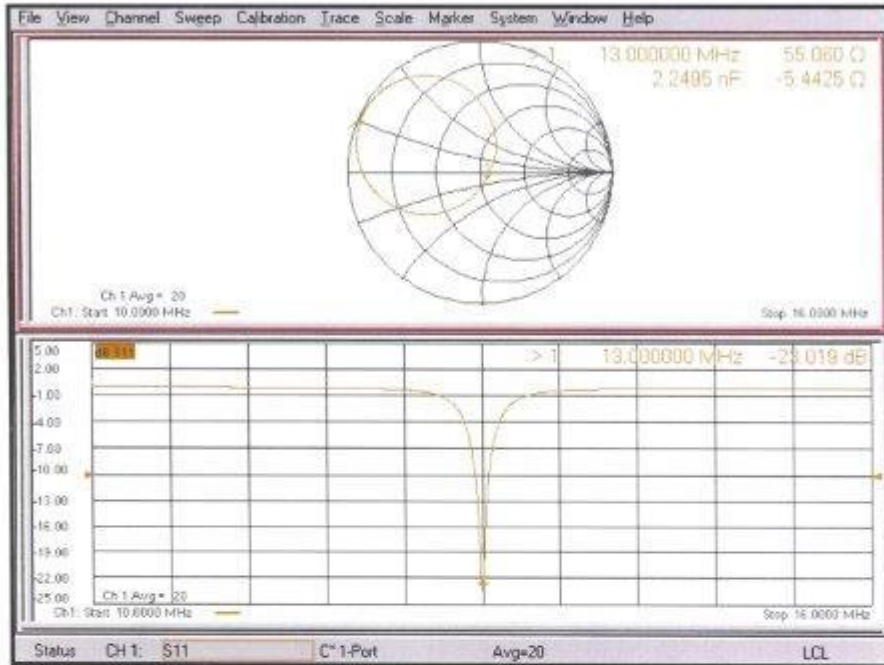 File View Channel Sweep Calibration Trace Scale Marker System Window Help
> 1 13.000000 MHz 55.060 Ω
2.2495 nF -5.4425 Ω
Ch 1 Avg = 20
Ch1: Start 10.0000 MHz
Stop 16.0000 MHz
5.00
dB S11
> 1 13.000000 MHz -23.019 dB
2.00
-1.00
-4.00
-7.00
-10.00
-13.00
-16.00
-19.00
-22.00
-25.00
Ch 1 Avg = 20
Ch1: Start 10.0000 MHz
Stop 16.0000 MHz
Status CH 1: S11 C* 1-Port Avg=20 LCL